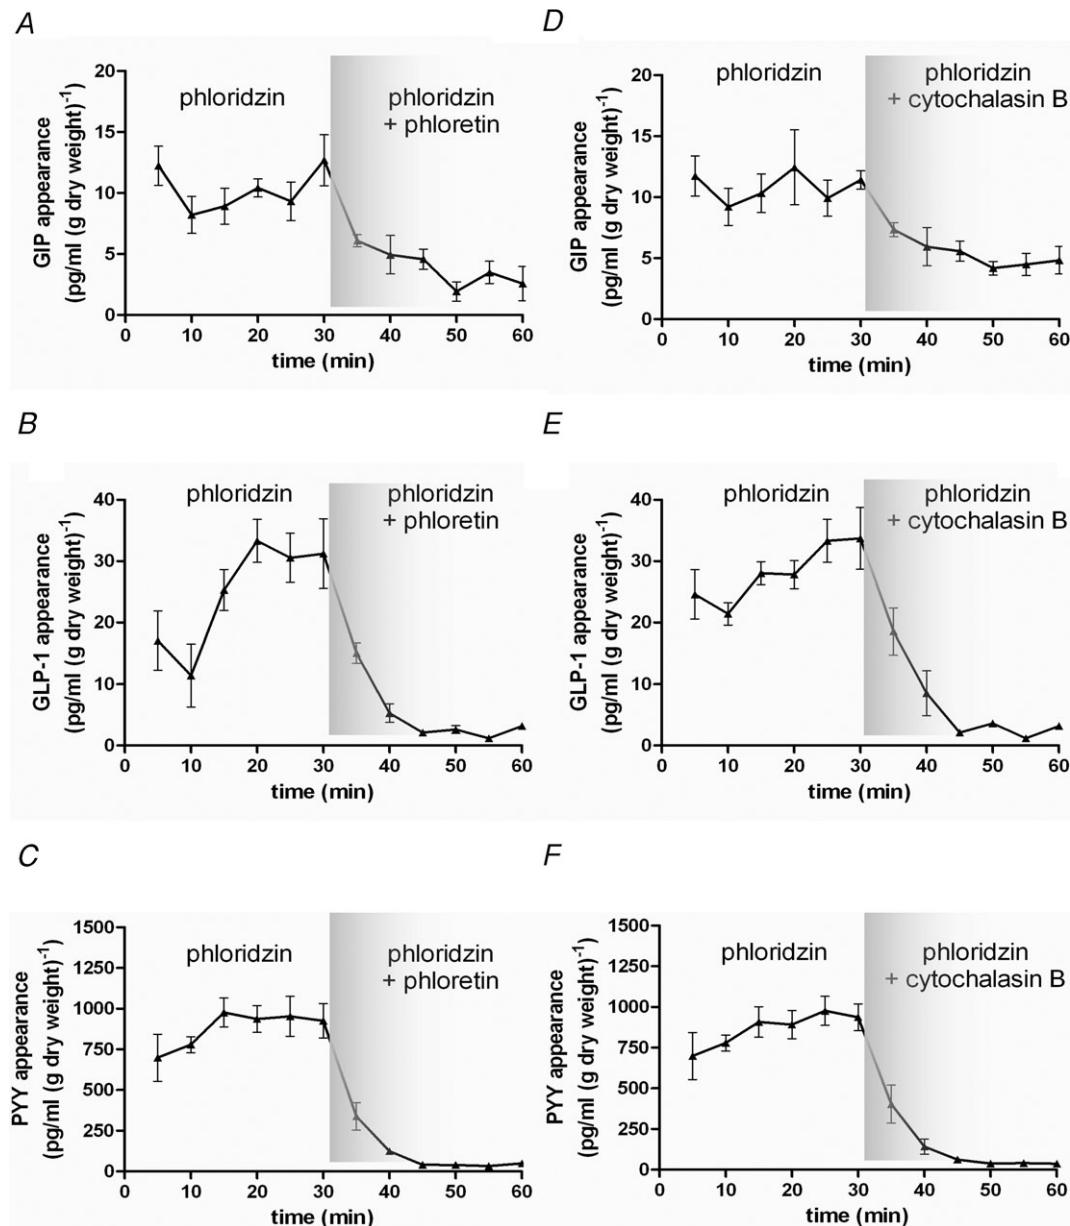 A
GIP appearance
(pg/ml (g dry weight)⁻¹)
20
15
10
5
0
phloridzin
phloridzin
+ phloretin
0 10 20 30 40 50 60
time (min)
D
GIP appearance
(pg/ml (g dry weight)⁻¹)
20
15
10
5
0
phloridzin
phloridzin
+ cytochalasin B
0 10 20 30 40 50 60
time (min)
B
GLP-1 appearance
(pg/ml (g dry weight)⁻¹)
40
30
20
10
0
phloridzin
phloridzin
+ phloretin
0 10 20 30 40 50 60
time (min)
E
GLP-1 appearance
(pg/ml (g dry weight)⁻¹)
40
30
20
10
0
phloridzin
phloridzin
+ cytochalasin B
0 10 20 30 40 50 60
time (min)
C
PYY appearance
(pg/ml (g dry weight)⁻¹)
1500
1250
1000
750
500
250
0
phloridzin
phloridzin
+ phloretin
0 10 20 30 40 50 60
time (min)
F
PYY appearance
(pg/ml (g dry weight)⁻¹)
1500
1250
1000
750
500
250
0
phloridzin
phloridzin
+ cytochalasin B
0 10 20 30 40 50 60
time (min)